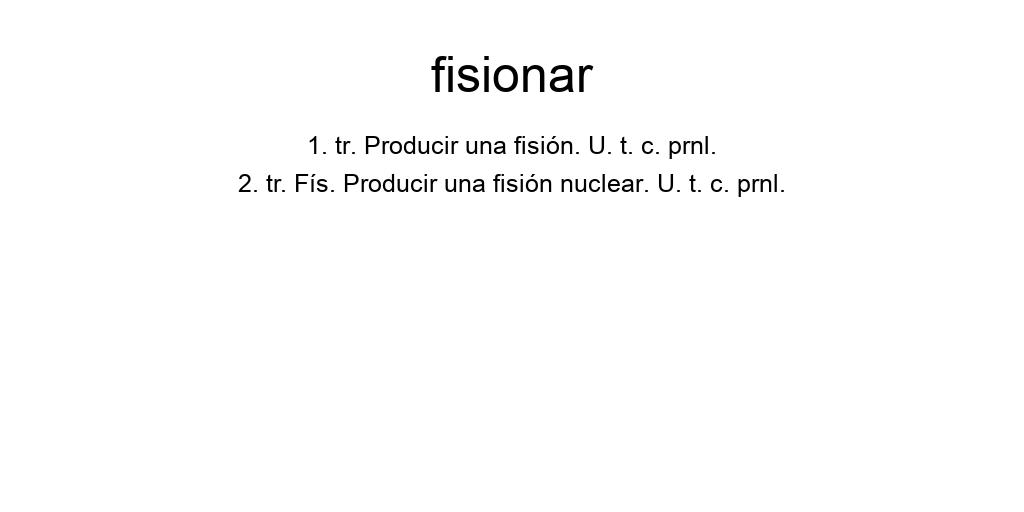 fisionar
1. tr. Producir una fisión. U. t. c. prnl.
2. tr. Fís. Producir una fisión nuclear. U. t. c. prnl.